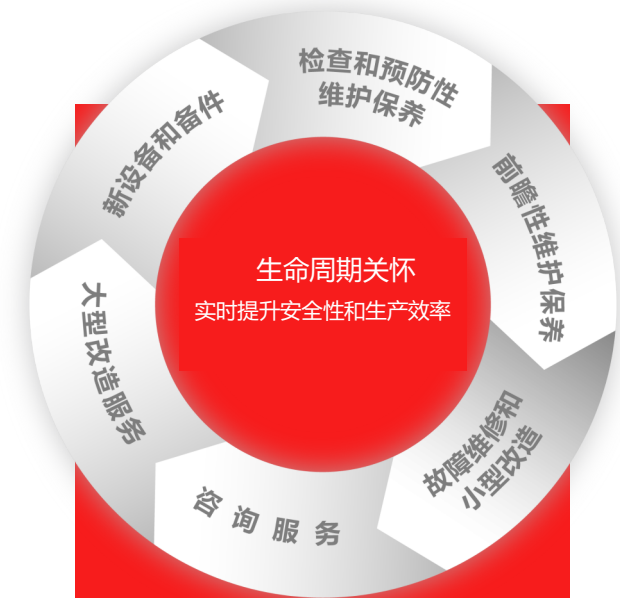 检查和预防性
维护保养
前瞻性维护保养
故障维修和
小型改造
咨询服务
大型改造服务
新设备和备件
生命周期关怀
实时提升安全性和生产效率